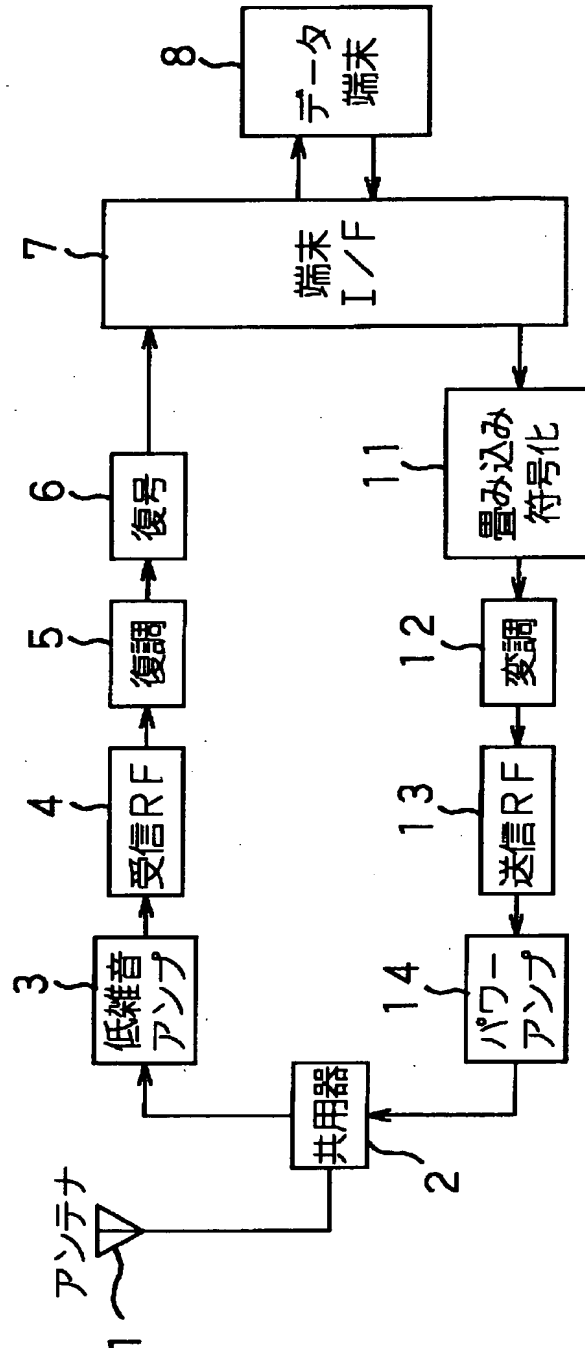 アンテナ
1
共用器
2
3
低雑音
アンプ
4
受信RF
5
復調
6
復号
7
端末
I/F
8
データ
端末
11
畳み込み
符号化
12
変調
13
送信RF
14
パワー
アンプ